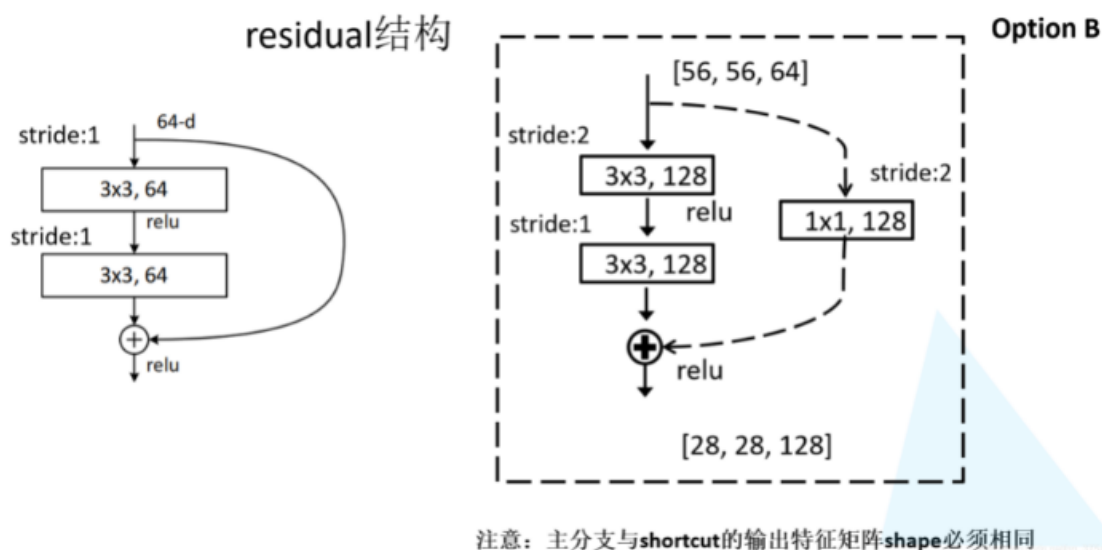 residual结构
Option B
64-d
stride:1
3x3, 64
relu
stride:1
3x3, 64
relu
[56, 56, 64]
stride:2
3x3, 128
relu
stride:1
3x3, 128
relu
stride:2
1x1, 128
[28, 28, 128]
注意：主分支与shortcut的输出特征矩阵shape必须相同